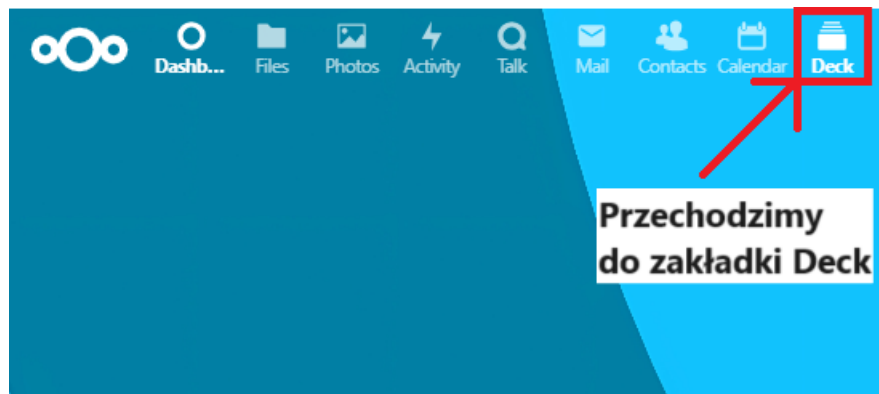 Dashb... Files Photos Activity Talk Mail Contacts Calendar Deck
Przechodzimy
do zakładki Deck